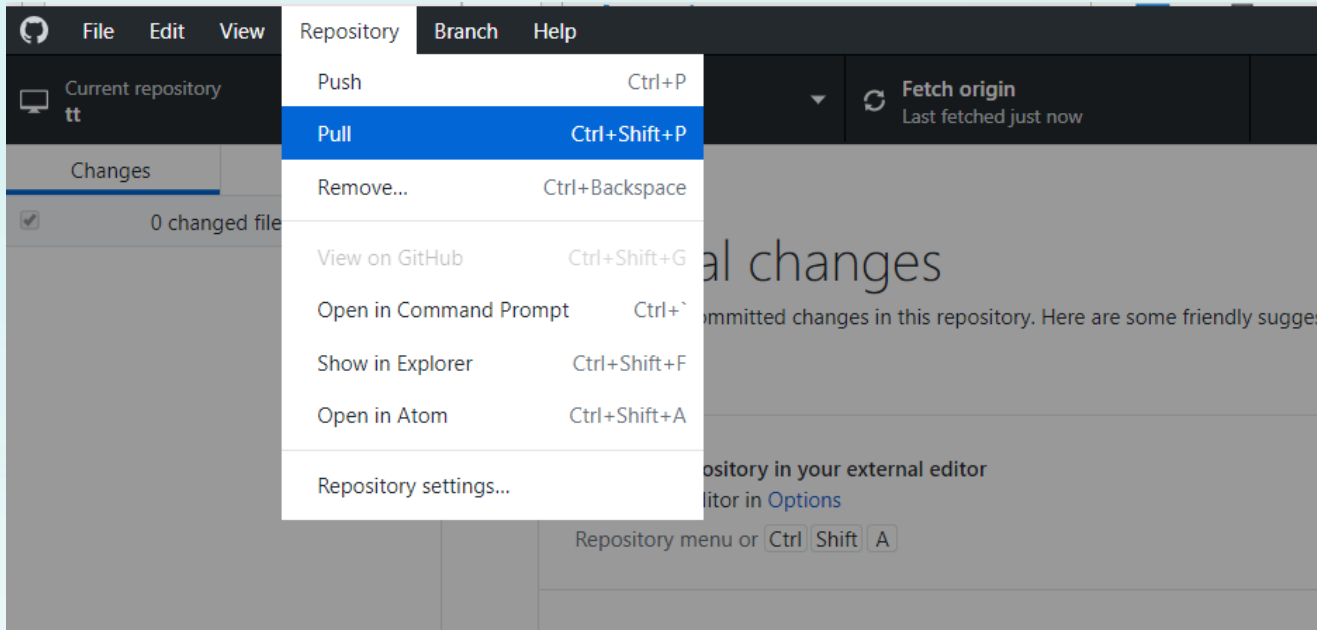 File Edit View Repository Branch Help
Current repository
tt
Fetch origin
Last fetched just now
Changes
0 changed file
Push Ctrl+P
Pull Ctrl+Shift+P
Remove... Ctrl+Backspace
View on GitHub Ctrl+Shift+G
Open in Command Prompt Ctrl+`
Show in Explorer Ctrl+Shift+F
Open in Atom Ctrl+Shift+A
Repository settings...
al changes
ommitted changes in this repository. Here are some friendly sugges
ository in your external editor
litor in Options
Repository menu or Ctrl Shift A